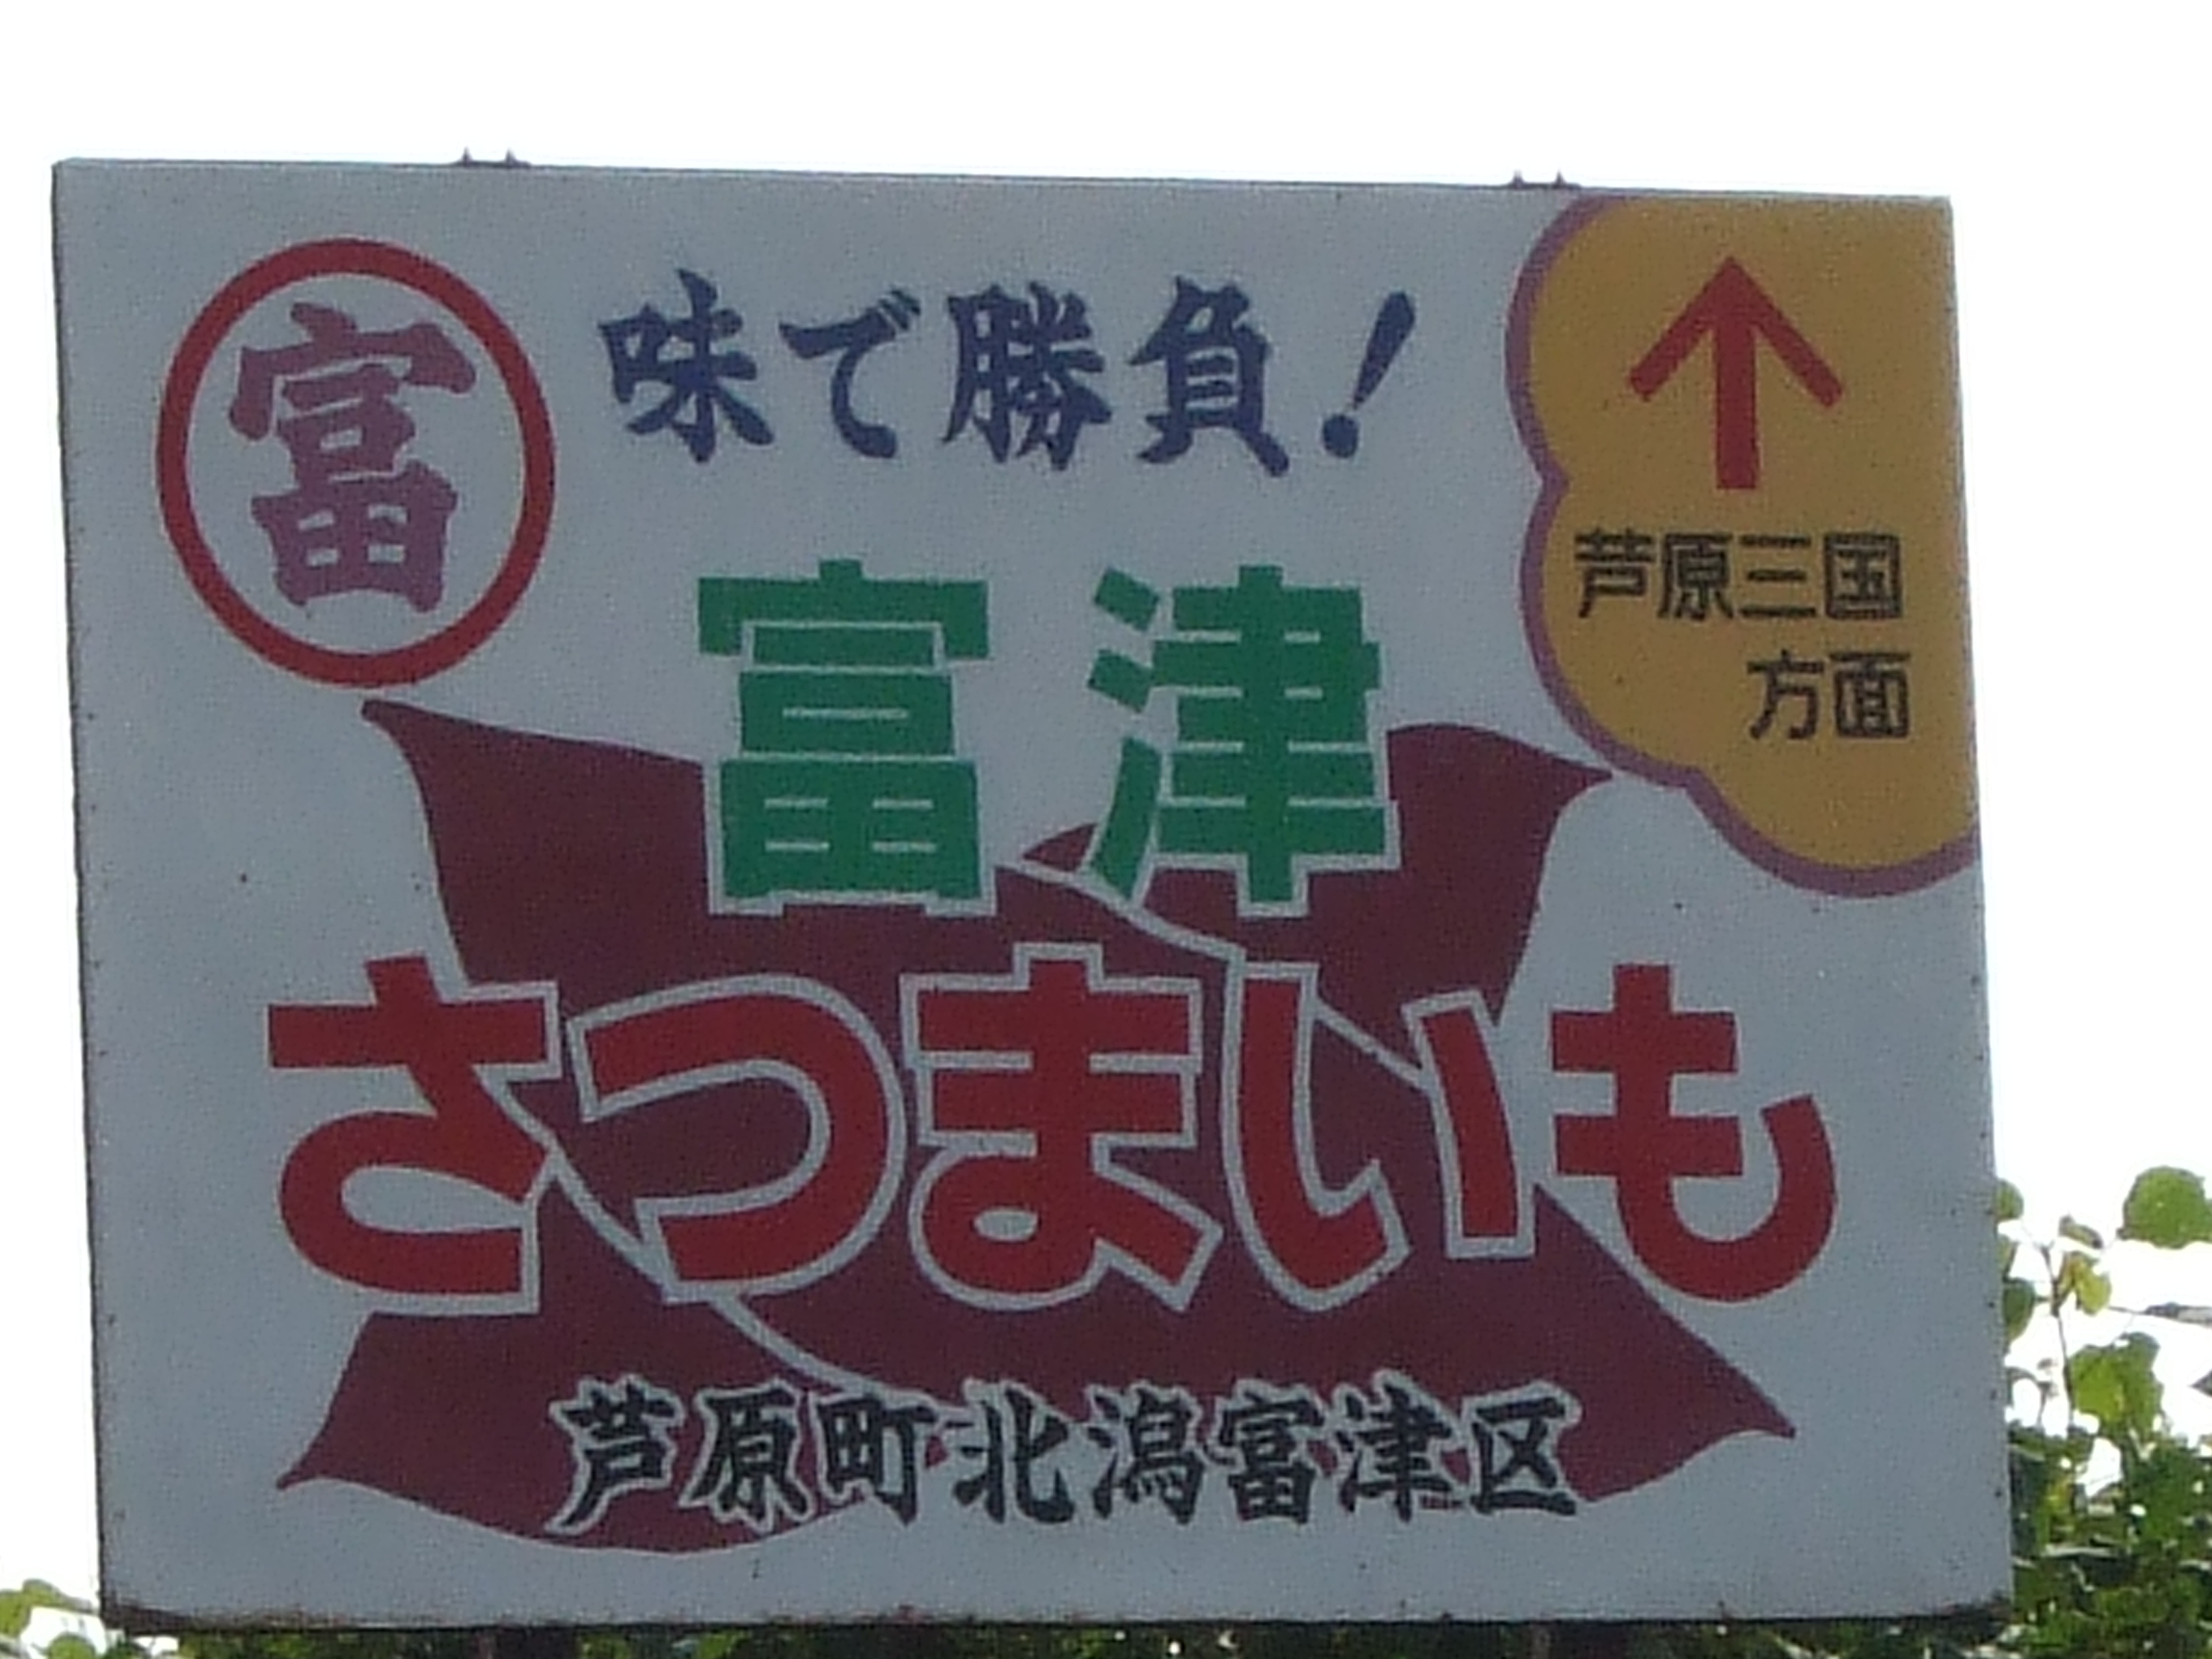 富
味で勝負!
↑
芦原三国
方面
富津
さつまいも
芦原町北潟富津区